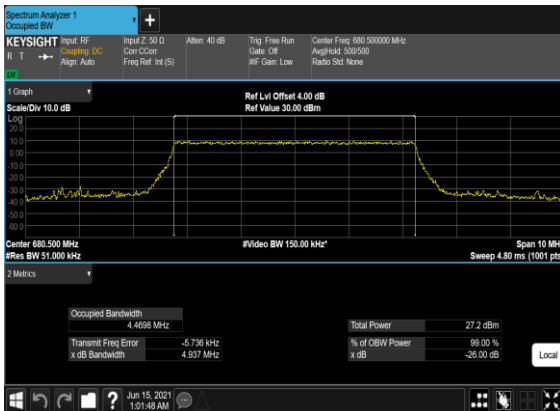 Spectrum Analyzer 1
Occupied BW
KEYSIGHT
R T
LXI
Input: RF
Coupling: DC
Align: Auto
Input Z: 50 Ω
Corr CCorr
Freq Ref: Int (S)
Atten: 40 dB
Trig: Free Run
Gate: Off
#IF Gain: Low
Center Freq: 680.500000 MHz
Avg|Hold: 500/500
Radio Std: None
1 Graph
Scale/Div 10.0 dB
Ref Lvl Offset 4.00 dB
Ref Value 30.00 dBm
Log
20.0
10.0
0.00
-10.0
-20.0
-30.0
-40.0
-50.0
-60.0
Center 680.500 MHz
#Res BW 51.000 kHz
#Video BW 150.00 kHz*
Span 10 MH
Sweep 4.80 ms (1001 pts
2 Metrics
Occupied Bandwidth
4.4698 MHz
Transmit Freq Error -5.736 kHz
x dB Bandwidth 4.937 MHz
Total Power 27.2 dBm
% of OBW Power 99.00 %
x dB -26.00 dB
Local
?
Jun 15, 2021
1:01:48 AM